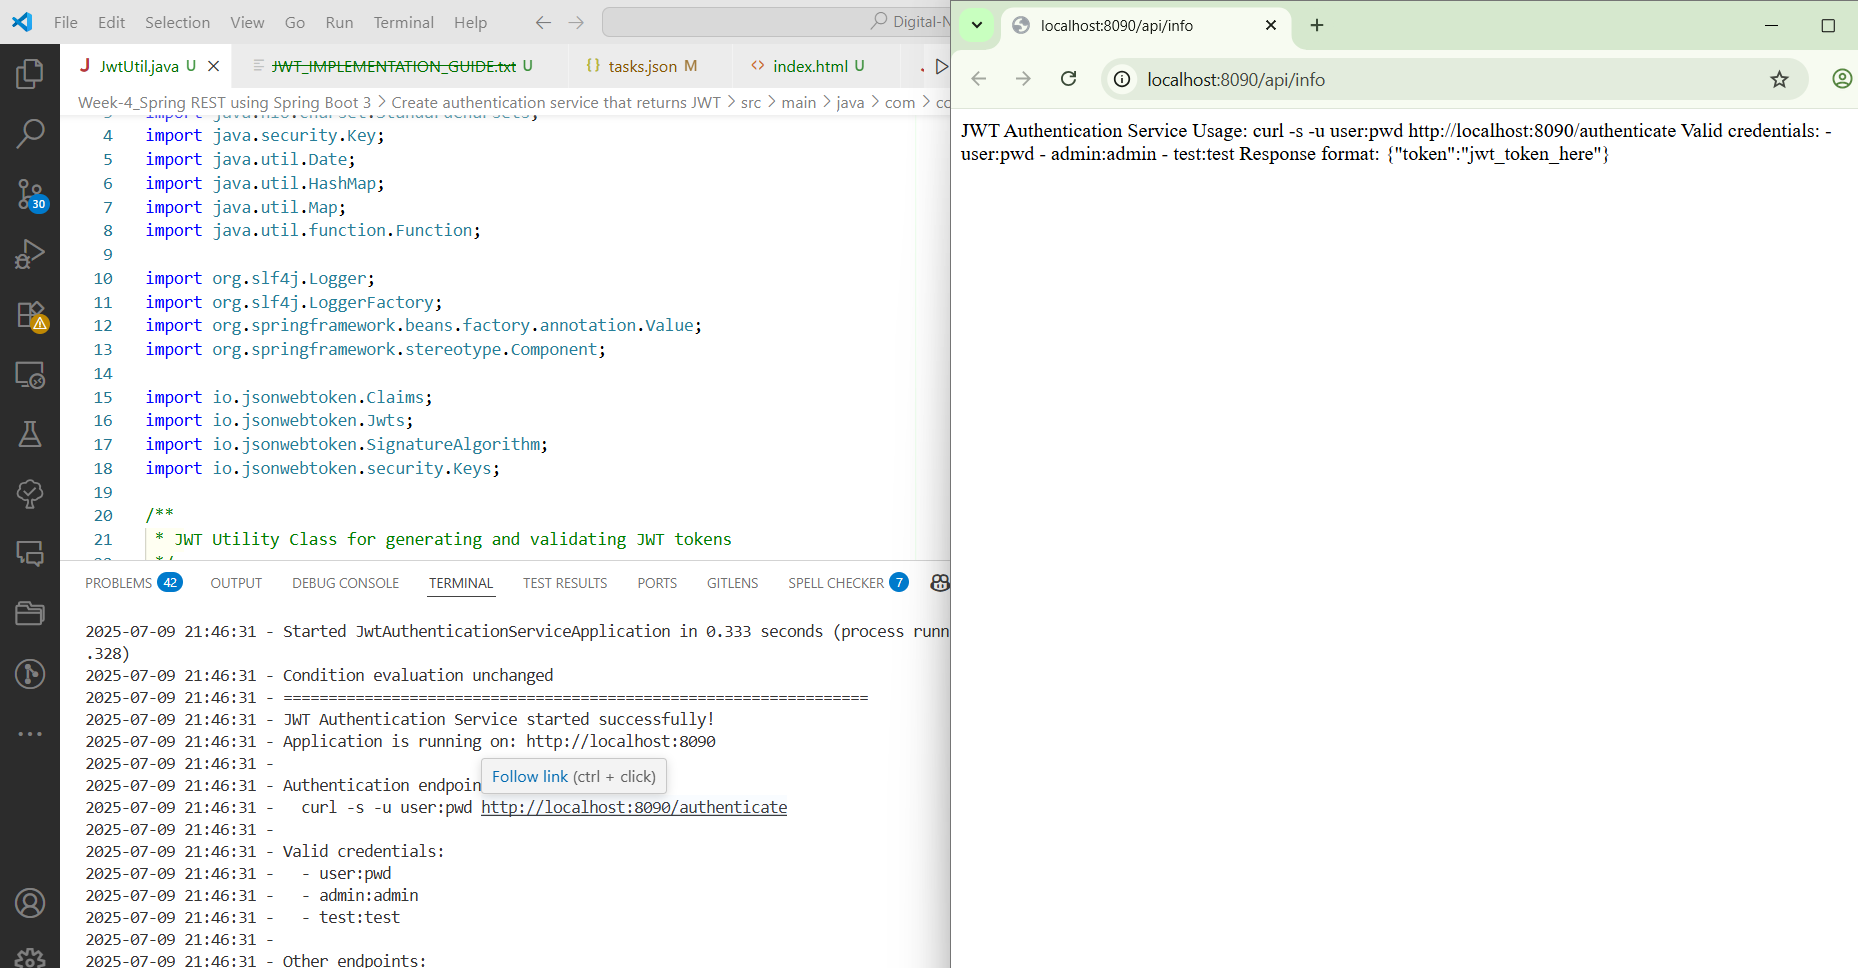 File Edit Selection View Go Run Terminal Help
Digital-N
JwtUtil.java U
JWT_IMPLEMENTATION_GUIDE.txt U
{} tasks.json M
<> index.html U
Week-4_Spring REST using Spring Boot 3 > Create authentication service that returns JWT > src > main > java > com > co
3 import java.nio.charset.StandardCharsets;
4 import java.security.Key;
5 import java.util.Date;
6 import java.util.HashMap;
7 import java.util.Map;
8 import java.util.function.Function;
9
10 import org.slf4j.Logger;
11 import org.slf4j.LoggerFactory;
12 import org.springframework.beans.factory.annotation.Value;
13 import org.springframework.stereotype.Component;
14
15 import io.jsonwebtoken.Claims;
16 import io.jsonwebtoken.Jwts;
17 import io.jsonwebtoken.SignatureAlgorithm;
18 import io.jsonwebtoken.security.Keys;
19
20 /**
21 * JWT Utility Class for generating and validating JWT tokens
30
PROBLEMS 42 OUTPUT DEBUG CONSOLE TERMINAL TEST RESULTS PORTS GITLENS SPELL CHECKER 7
2025-07-09 21:46:31 - Started JwtAuthenticationServiceApplication in 0.333 seconds (process runn
.328)
2025-07-09 21:46:31 - Condition evaluation unchanged
2025-07-09 21:46:31 - =================================================================
2025-07-09 21:46:31 - JWT Authentication Service started successfully!
2025-07-09 21:46:31 - Application is running on: http://localhost:8090
2025-07-09 21:46:31 -
2025-07-09 21:46:31 - Authentication endpoin
Follow link (ctrl + click)
2025-07-09 21:46:31 - curl -s -u user:pwd http://localhost:8090/authenticate
2025-07-09 21:46:31 -
2025-07-09 21:46:31 - Valid credentials:
2025-07-09 21:46:31 - - user:pwd
2025-07-09 21:46:31 - - admin:admin
2025-07-09 21:46:31 - - test:test
2025-07-09 21:46:31 -
2025-07-09 21:46:31 - Other endpoints:
localhost:8090/api/info
localhost:8090/api/info
JWT Authentication Service Usage: curl -s -u user:pwd http://localhost:8090/authenticate Valid credentials: -
user:pwd - admin:admin - test:test Response format: {"token":"jwt_token_here"}